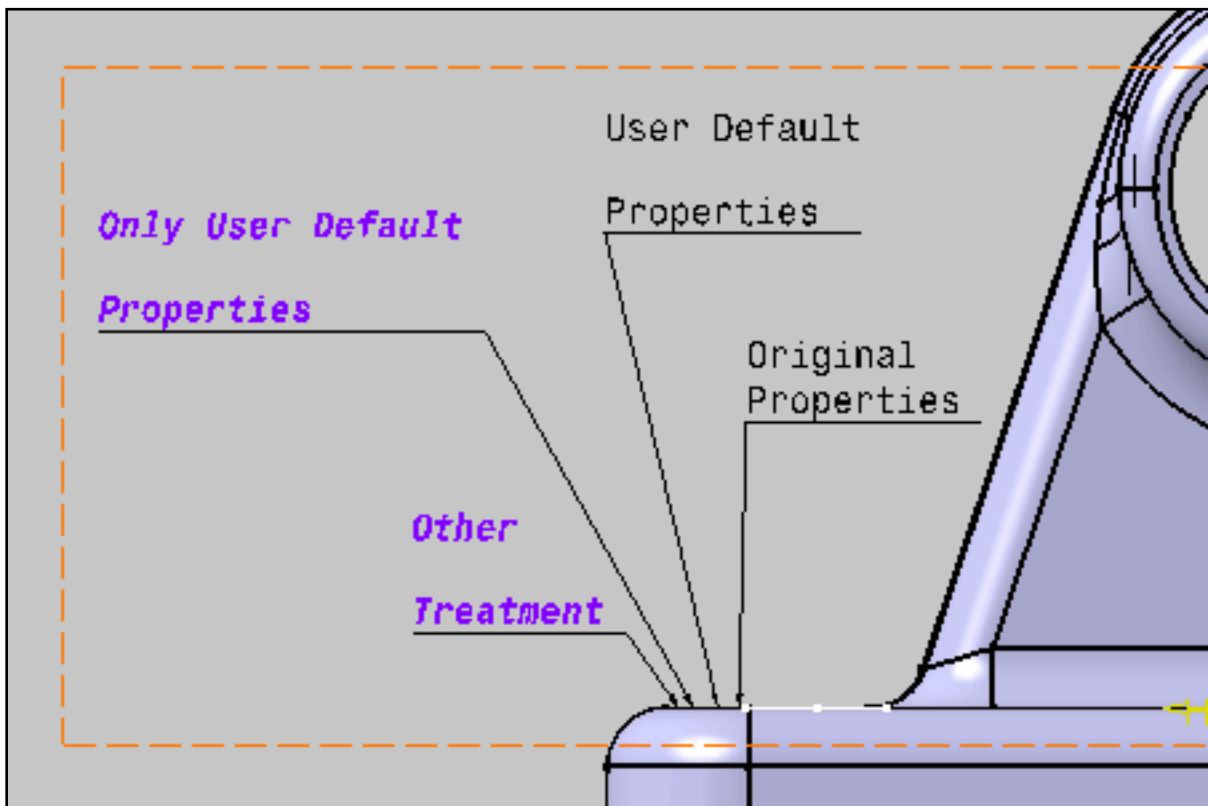 User Default
Properties
Only User Default
Properties
Original
Properties
Other
Treatment